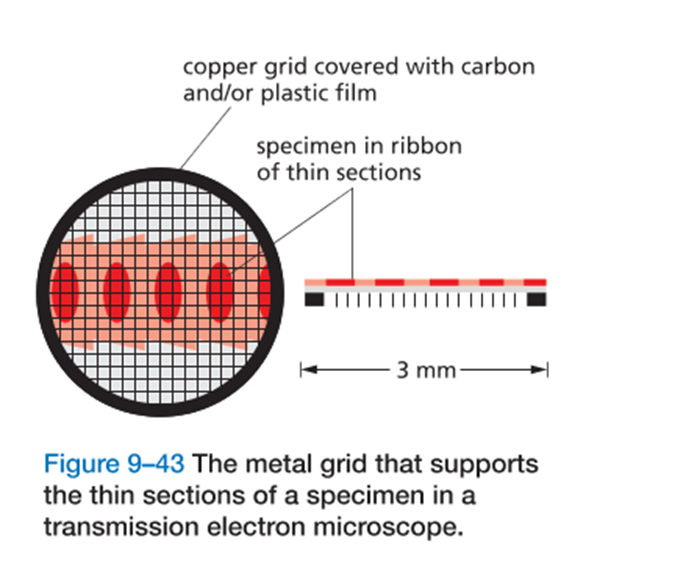 copper grid covered with carbon
and/or plastic film
specimen in ribbon
of thin sections
3 mm
Figure 9–43 The metal grid that supports
the thin sections of a specimen in a
transmission electron microscope.